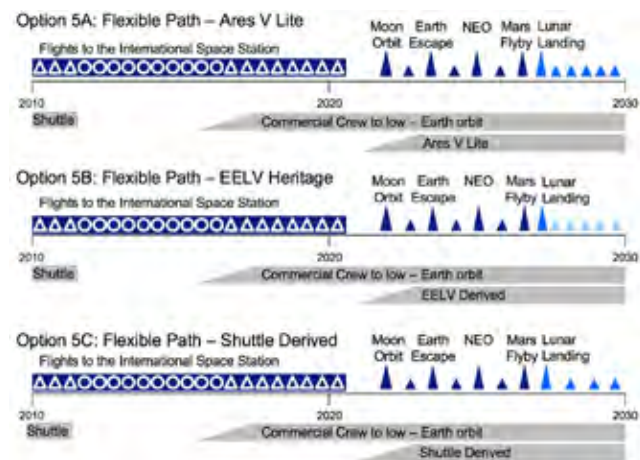 Option 5A: Flexible Path – Ares V Lite
Flights to the International Space Station
Moon Earth NEO Mars Lunar
Orbit Escape Flyby Landing
2010 2020 2030
Shuttle Commercial Crew to low – Earth orbit
Ares V Lite
Option 5B: Flexible Path – EELV Heritage
Flights to the International Space Station
Moon Earth NEO Mars Lunar
Orbit Escape Flyby Landing
2010 2020 2030
Shuttle Commercial Crew to low – Earth orbit
EELV Derived
Option 5C: Flexible Path – Shuttle Derived
Flights to the International Space Station
Moon Earth NEO Mars Lunar
Orbit Escape Flyby Landing
2010 2020 2030
Shuttle Commercial Crew to low – Earth orbit
Shuttle Derived